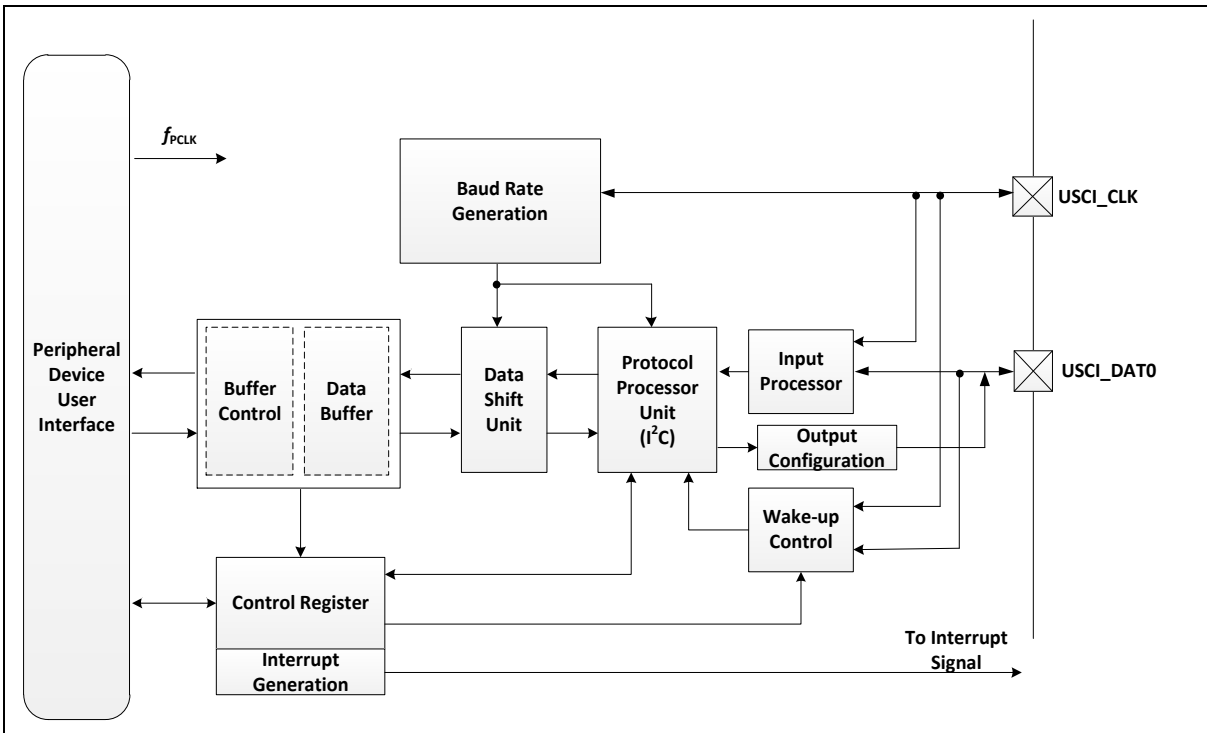 f PCLK
Baud Rate
Generation
USCI_CLK
Peripheral
Device
User
Interface
Buffer
Control
Data
Buffer
Data
Shift
Unit
Protocol
Processor
Unit
(I²C)
Input
Processor
USCI_DAT0
Output
Configuration
Wake-up
Control
Control Register
Interrupt
Generation
To Interrupt
Signal